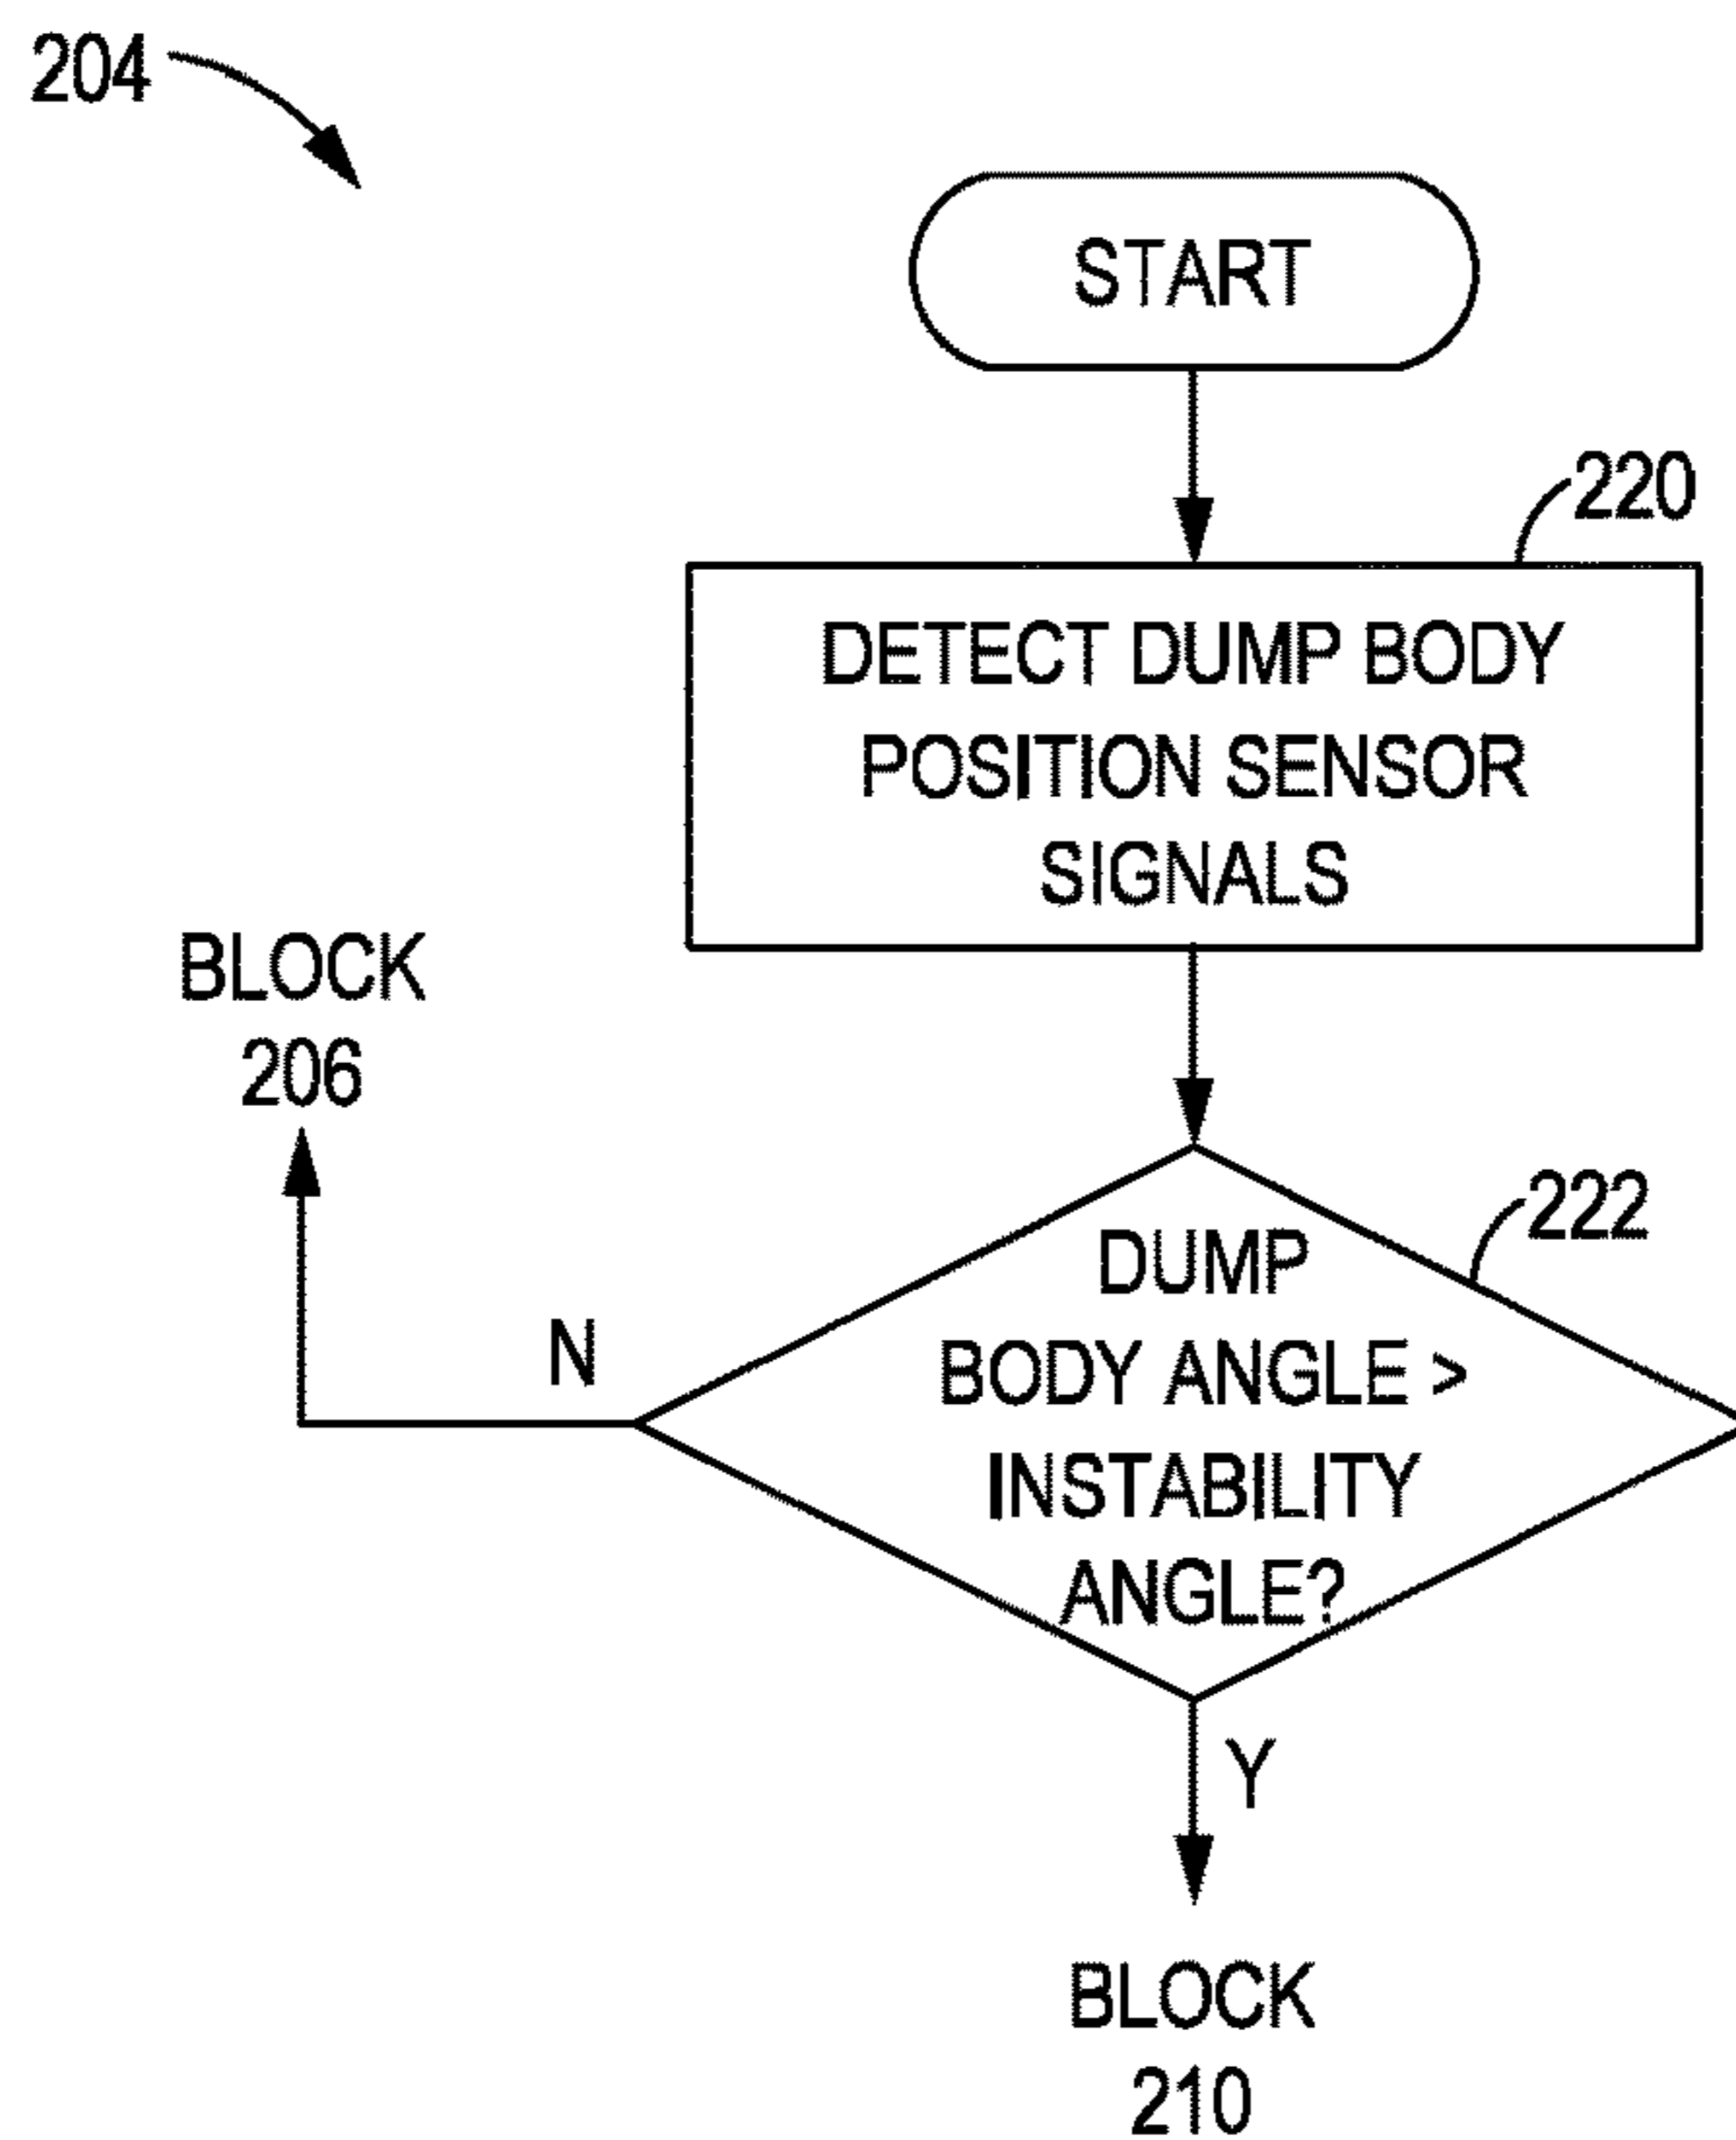 204
START
220
DETECT DUMP BODY
POSITION SENSOR
SIGNALS
BLOCK
206
222
DUMP
BODY ANGLE >
INSTABILITY
ANGLE?
N
Y
BLOCK
210